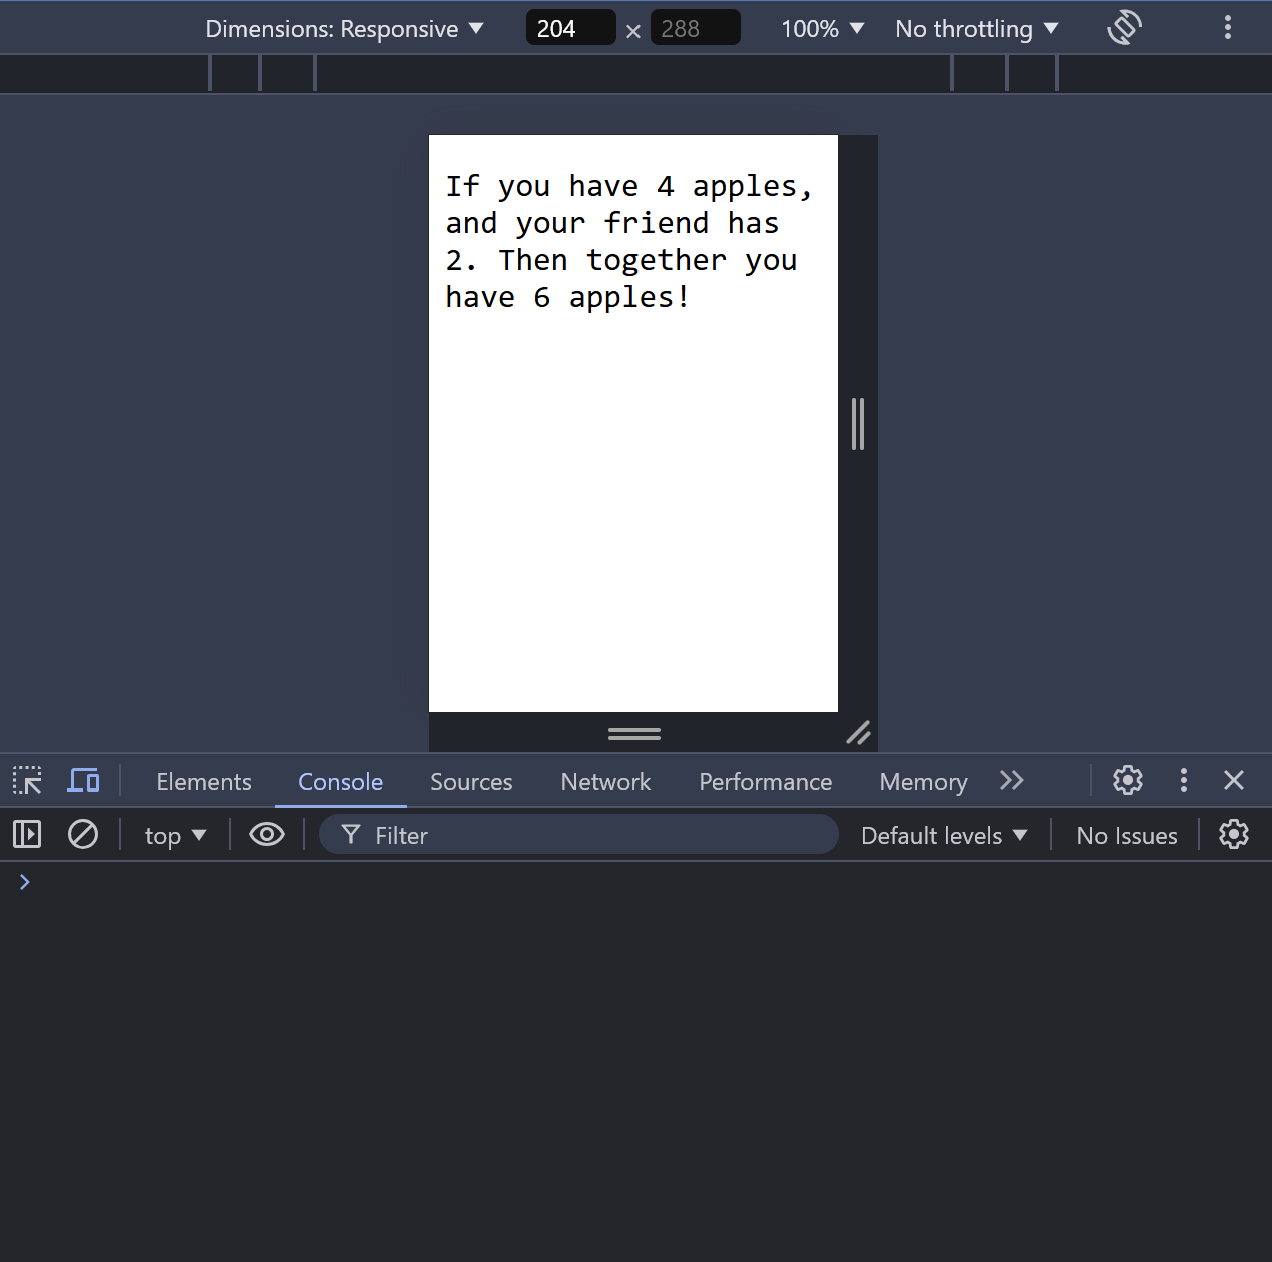 Dimensions: Responsive 204 × 288 100% No throttling
If you have 4 apples,
and your friend has
2. Then together you
have 6 apples!
Elements Console Sources Network Performance Memory
top Filter Default levels No Issues